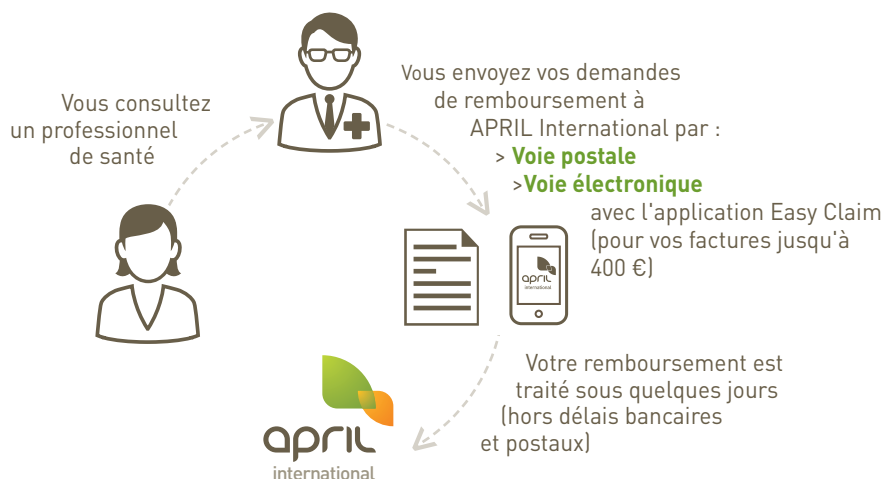 Vous consultez
un professionnel
de santé
Vous envoyez vos demandes
de remboursement à
APRIL International par :
> Voie postale
>Voie électronique
avec l'application Easy Claim
(pour vos factures jusqu'à
400 €)
april
international
Votre remboursement est
traité sous quelques jours
(hors délais bancaires
et postaux)
april
international